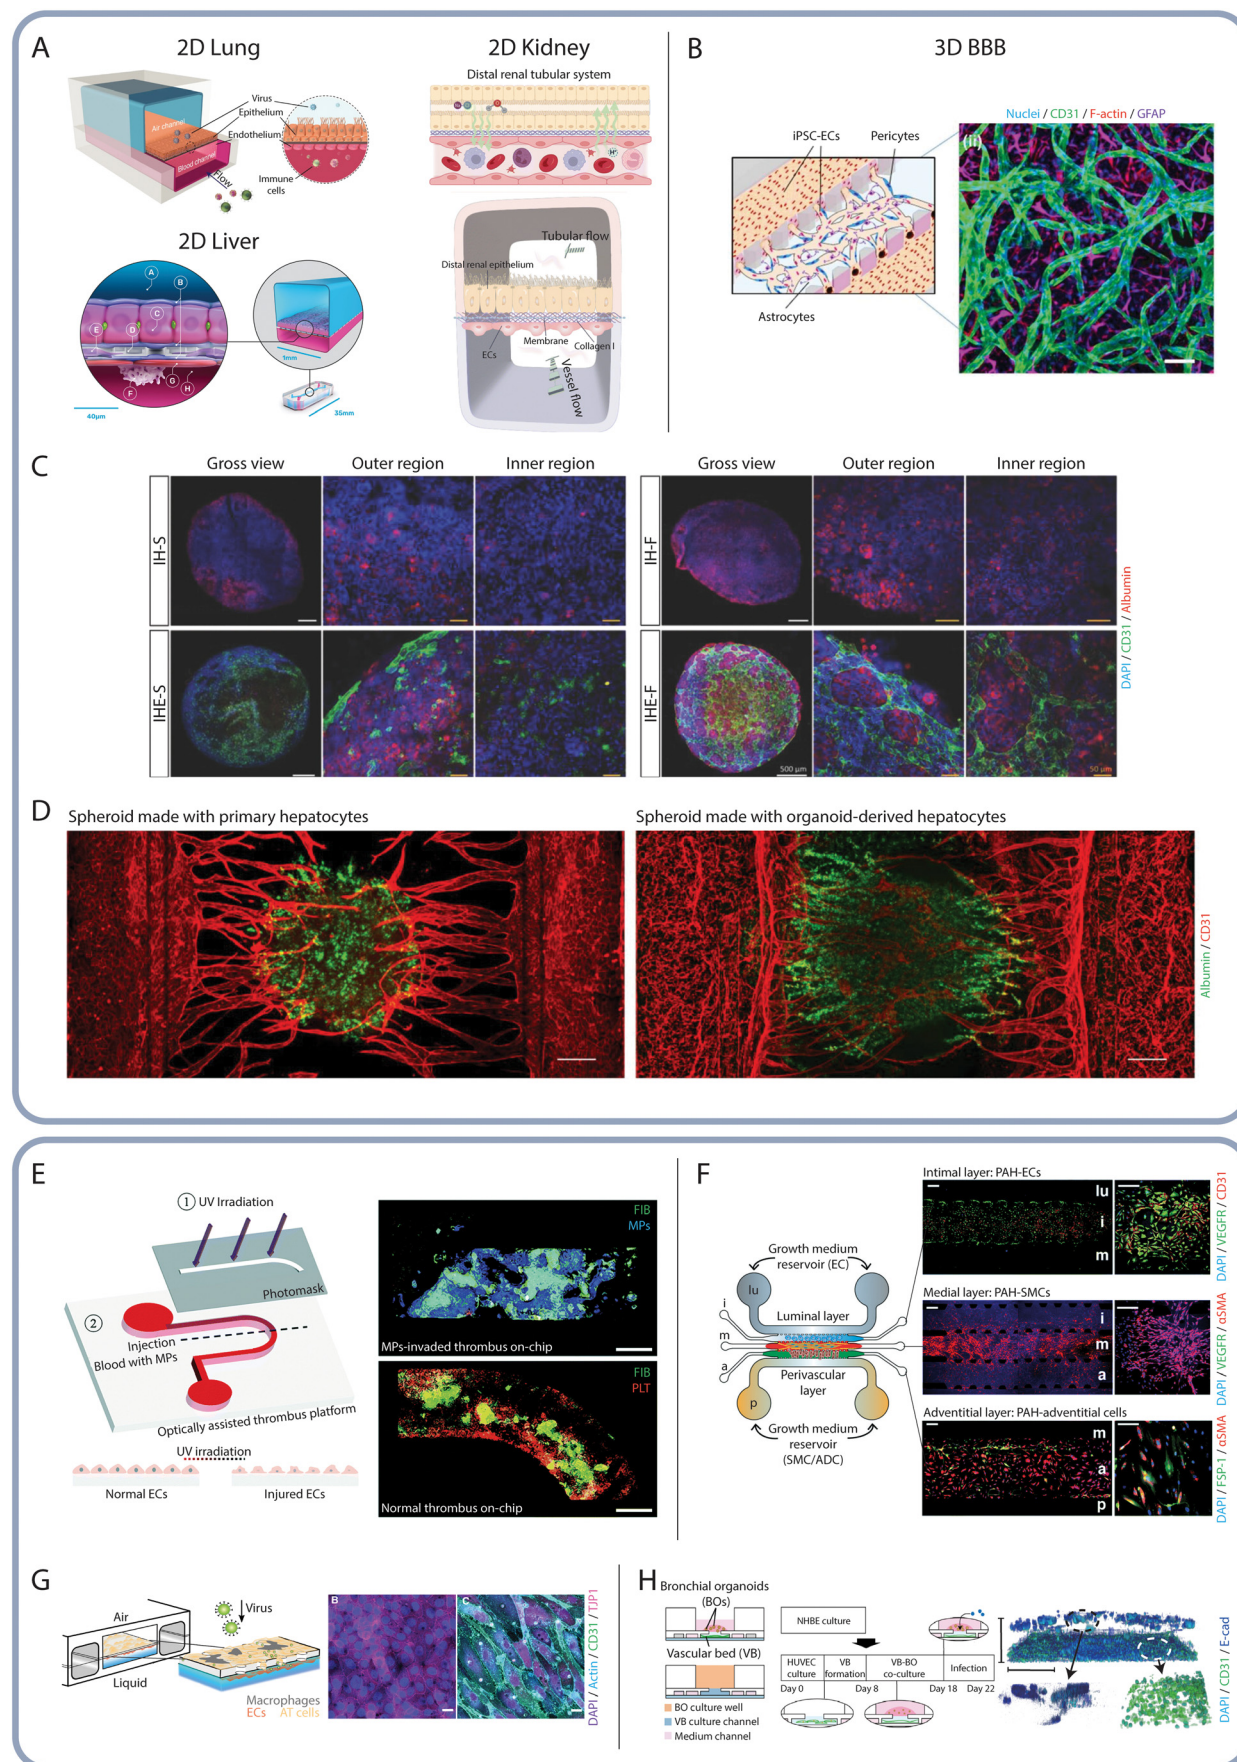 A
2D Lung
Virus
Epithelium
Air channel
Endothelium
Blood channel
Flow
Immune
cells
2D Kidney
Distal renal tubular system
H⁺
Tubular flow
Distal renal epithelium
ECs
Membrane
Collagen I
Vessel flow
2D Liver
A
B
C
E
D
G
F
H
40µm
1mm
35mm
B
3D BBB
Nuclei / CD31 / F-actin / GFAP
iPSC-ECs
Pericytes
Astrocytes
(ii)
C
Gross view
Outer region
Inner region
Gross view
Outer region
Inner region
IH-S
IH-F
IHE-S
IHE-F
500 µm
50 µm
DAPI / CD31 / Albumin
D
Spheroid made with primary hepatocytes
Spheroid made with organoid-derived hepatocytes
Albumin / CD31
E
1 UV Irradiation
Photomask
2
Injection
Blood with MPs
Optically assisted thrombus platform
UV irradiation
Normal ECs
Injured ECs
FIB
MPs
MPs-invaded thrombus on-chip
FIB
PLT
Normal thrombus on-chip
F
Growth medium
reservoir (EC)
lu
i
m
a
Luminal layer
Perivascular
layer
p
Growth medium
reservoir
(SMC/ADC)
Intimal layer: PAH-ECs
lu
i
m
DAPI / VEGFR / CD31
Medial layer: PAH-SMCs
i
m
a
DAPI / VEGFR / αSMA
Adventitial layer: PAH-adventitial cells
m
a
p
DAPI / FSP-1 / αSMA
G
Air
Liquid
Virus
Macrophages
ECs
AT cells
B
C
DAPI / Actin / CD31 / TJP1
H
Bronchial organoids
(BOs)
Vascular bed (VB)
BO culture well
VB culture channel
Medium channel
NHBE culture
HUVEC
culture
VB
formation
VB-BO
co-culture
Infection
Day 0
Day 8
Day 18
Day 22
DAPI / CD31 / E-cad